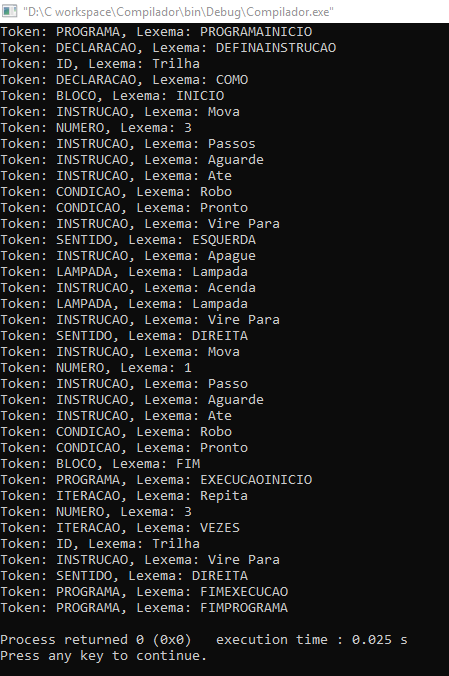 "D:\C workspace\Compilador\bin\Debug\Compilador.exe"
Token: PROGRAMA, Lexema: PROGRAMAINICIO
Token: DECLARACAO, Lexema: DEFINAINSTRUCAO
Token: ID, Lexema: Trilha
Token: DECLARACAO, Lexema: COMO
Token: BLOCO, Lexema: INICIO
Token: INSTRUCAO, Lexema: Mova
Token: NUMERO, Lexema: 3
Token: INSTRUCAO, Lexema: Passos
Token: INSTRUCAO, Lexema: Aguarde
Token: INSTRUCAO, Lexema: Ate
Token: CONDICAO, Lexema: Robo
Token: CONDICAO, Lexema: Pronto
Token: INSTRUCAO, Lexema: Vire Para
Token: SENTIDO, Lexema: ESQUERDA
Token: INSTRUCAO, Lexema: Apague
Token: LAMPADA, Lexema: Lampada
Token: INSTRUCAO, Lexema: Acenda
Token: LAMPADA, Lexema: Lampada
Token: INSTRUCAO, Lexema: Vire Para
Token: SENTIDO, Lexema: DIREITA
Token: INSTRUCAO, Lexema: Mova
Token: NUMERO, Lexema: 1
Token: INSTRUCAO, Lexema: Passo
Token: INSTRUCAO, Lexema: Aguarde
Token: INSTRUCAO, Lexema: Ate
Token: CONDICAO, Lexema: Robo
Token: CONDICAO, Lexema: Pronto
Token: BLOCO, Lexema: FIM
Token: PROGRAMA, Lexema: EXECUCAOINICIO
Token: ITERACAO, Lexema: Repita
Token: NUMERO, Lexema: 3
Token: ITERACAO, Lexema: VEZES
Token: ID, Lexema: Trilha
Token: INSTRUCAO, Lexema: Vire Para
Token: SENTIDO, Lexema: DIREITA
Token: PROGRAMA, Lexema: FIMEXECUCAO
Token: PROGRAMA, Lexema: FIMPROGRAMA
Process returned 0 (0x0)   execution time : 0.025 s
Press any key to continue.